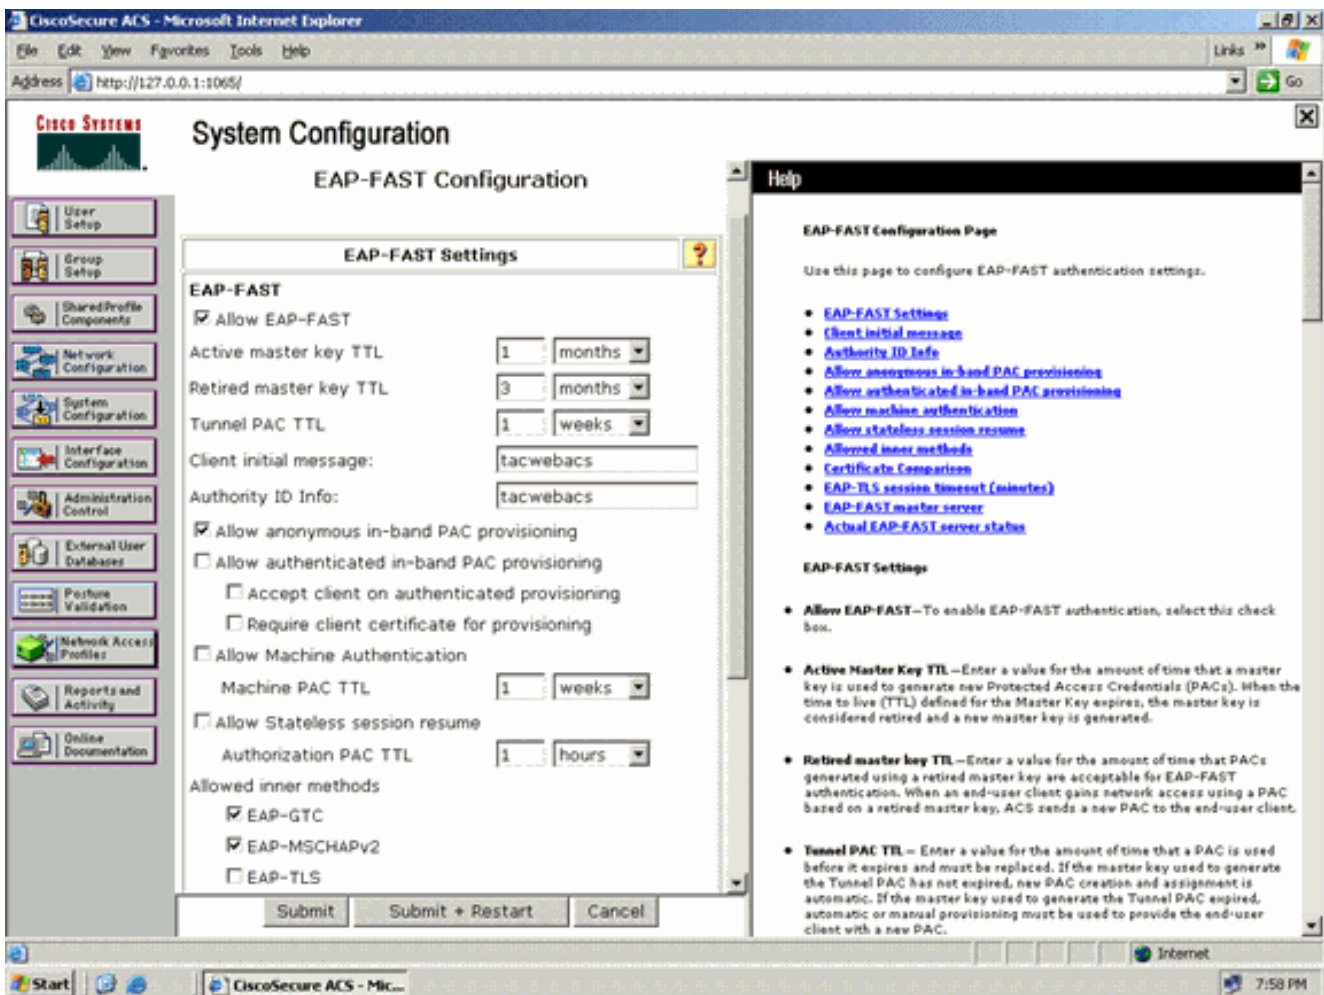 CiscoSecure ACS - Microsoft Internet Explorer
File Edit View Favorites Tools Help
Links »
Address http://127.0.0.1:1065/
Go
CISCO SYSTEMS
System Configuration
User Setup
Group Setup
Shared Profile Components
Network Configuration
System Configuration
Interface Configuration
Administration Control
External User Databases
Posture Validation
Network Access Profiles
Reports and Activity
Online Documentation
EAP-FAST Configuration
EAP-FAST Settings
?
EAP-FAST
Allow EAP-FAST
Active master key TTL 1 months
Retired master key TTL 3 months
Tunnel PAC TTL 1 weeks
Client initial message: tacwebacs
Authority ID Info: tacwebacs
Allow anonymous in-band PAC provisioning
Allow authenticated in-band PAC provisioning
Accept client on authenticated provisioning
Require client certificate for provisioning
Allow Machine Authentication
Machine PAC TTL 1 weeks
Allow Stateless session resume
Authorization PAC TTL 1 hours
Allowed inner methods
EAP-GTC
EAP-MSCHAPv2
EAP-TLS
Submit Submit + Restart Cancel
Help
EAP-FAST Configuration Page
Use this page to configure EAP-FAST authentication settings.
EAP-FAST Settings
Client initial message
Authority ID Info
Allow anonymous in-band PAC provisioning
Allow authenticated in-band PAC provisioning
Allow machine authentication
Allow stateless session resume
Allowed inner methods
Certificate Comparison
EAP-TLS session timeout (minutes)
EAP-FAST master server
Actual EAP-FAST server status
EAP-FAST Settings
Allow EAP-FAST—To enable EAP-FAST authentication, select this check
box.
Active Master Key TTL—Enter a value for the amount of time that a master
key is used to generate new Protected Access Credentials (PACs). When the
time to live (TTL) defined for the Master Key expires, the master key is
considered retired and a new master key is generated.
Retired master key TTL—Enter a value for the amount of time that PACs
generated using a retired master key are acceptable for EAP-FAST
authentication. When an end-user client gains network access using a PAC
based on a retired master key, ACS sends a new PAC to the end-user client.
Tunnel PAC TTL— Enter a value for the amount of time that a PAC is used
before it expires and must be replaced. If the master key used to generate
the Tunnel PAC has not expired, new PAC creation and assignment is
automatic. If the master key used to generate the Tunnel PAC expired,
automatic or manual provisioning must be used to provide the end-user
client with a new PAC.
Internet
Start CiscoSecure ACS - Mic... 7:58 PM